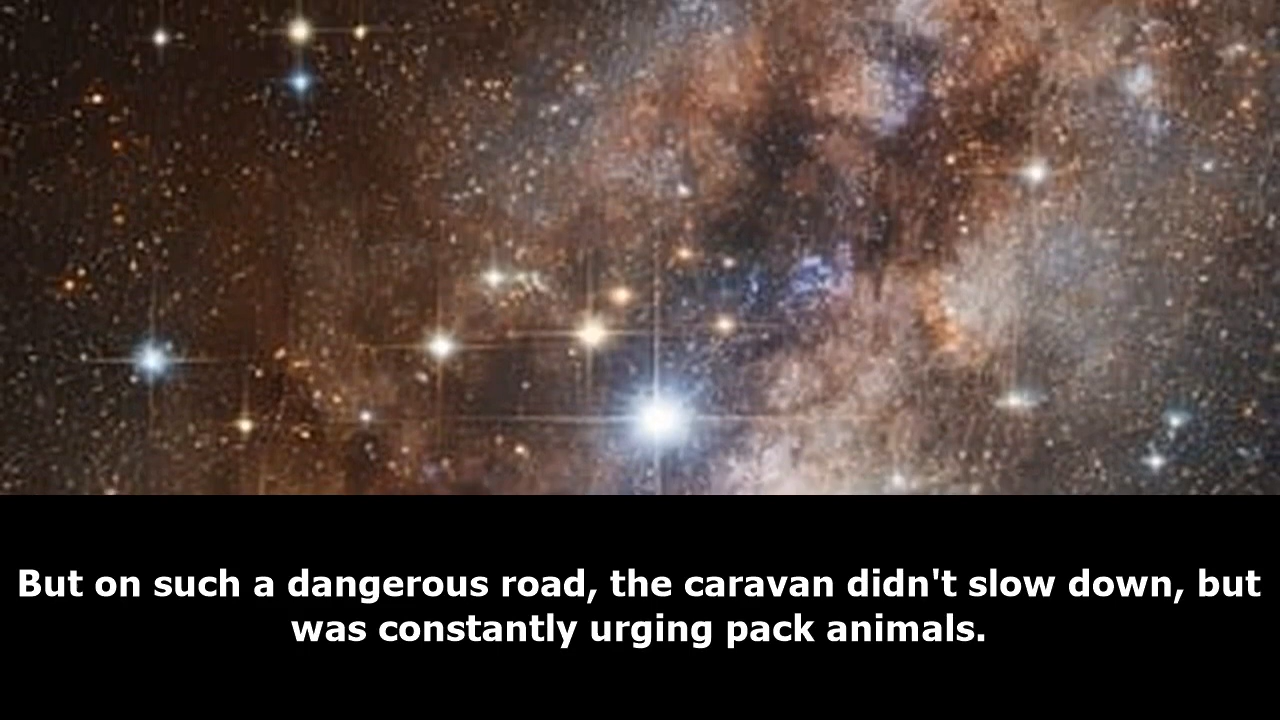 But on such a dangerous road, the caravan didn't slow down, but
was constantly urging pack animals.